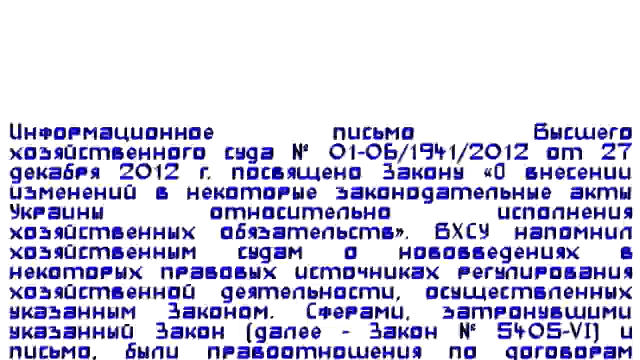 Информационное письмо Высшего
хозяйственного суда № 01-06/1941/2012 от 27
декабря 2012 г. посвящено Закону «О внесении
изменений в некоторые законодательные акты
Украины относительно исполнения
хозяйственных обязательств». ВХСУ напомнил
хозяйственным судам о нововведениях в
некоторых правовых источниках регулирования
хозяйственной деятельности, осуществленных
указанным Законом. Сферами, затронувшими
указанный Закон (далее - Закон № 5405-VI) и
письмо, были правоотношения по договорам